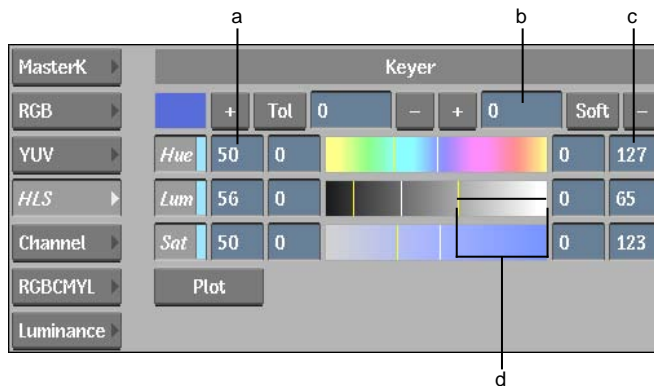 a b c
MasterK Keyer
RGB + Tol 0 – + 0 Soft –
YUV Hue 50 0 0 127
HLS Lum 56 0 0 65
Channel Sat 50 0 0 123
RGBCMYL Plot
Luminance
d